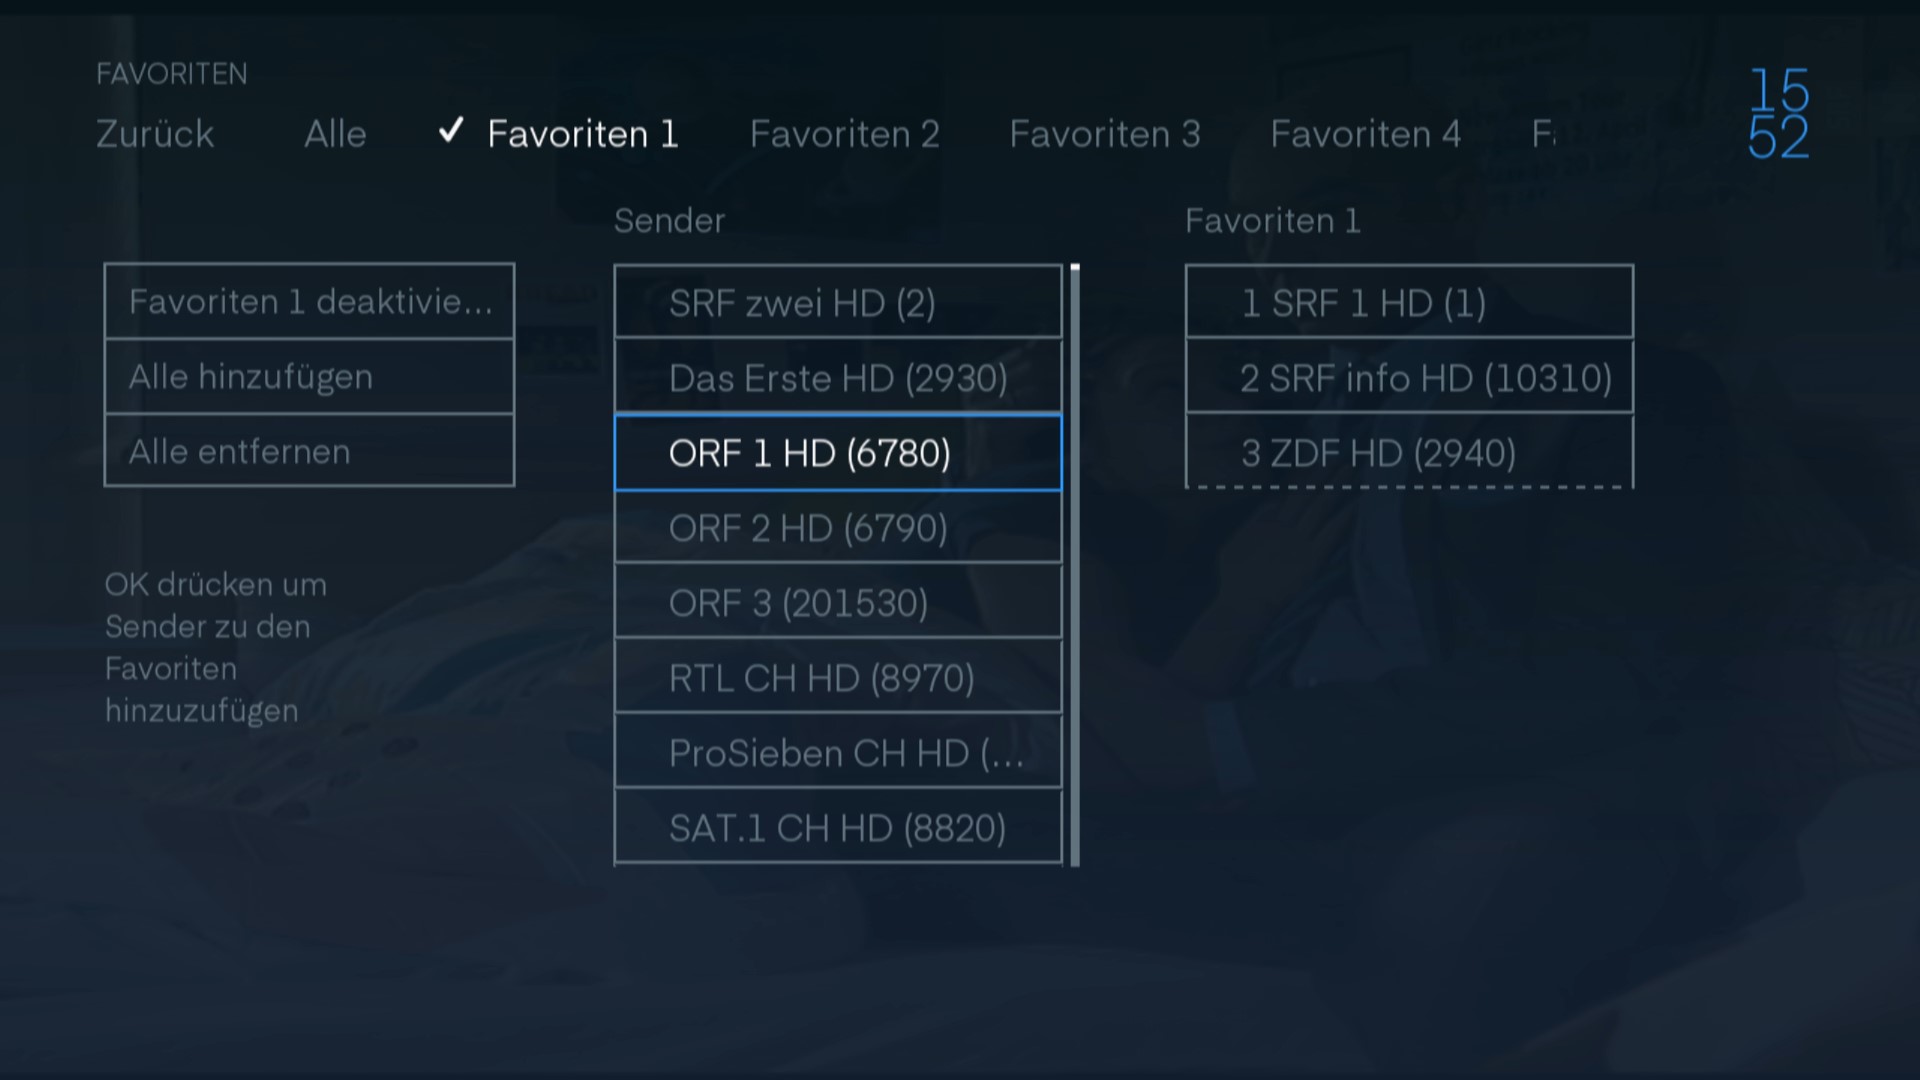 FAVORITEN
Zurück Alle ✓ Favoriten 1 Favoriten 2 Favoriten 3 Favoriten 4
15
52
Sender
Favoriten 1
Favoriten 1 deaktivie...
Alle hinzufügen
Alle entfernen
OK drücken um
Sender zu den
Favoriten
hinzuzufügen
SRF zwei HD (2)
Das Erste HD (2930)
ORF 1 HD (6780)
ORF 2 HD (6790)
ORF 3 (201530)
RTL CH HD (8970)
ProSieben CH HD (...
SAT.1 CH HD (8820)
1 SRF 1 HD (1)
2 SRF info HD (10310)
3 ZDF HD (2940)